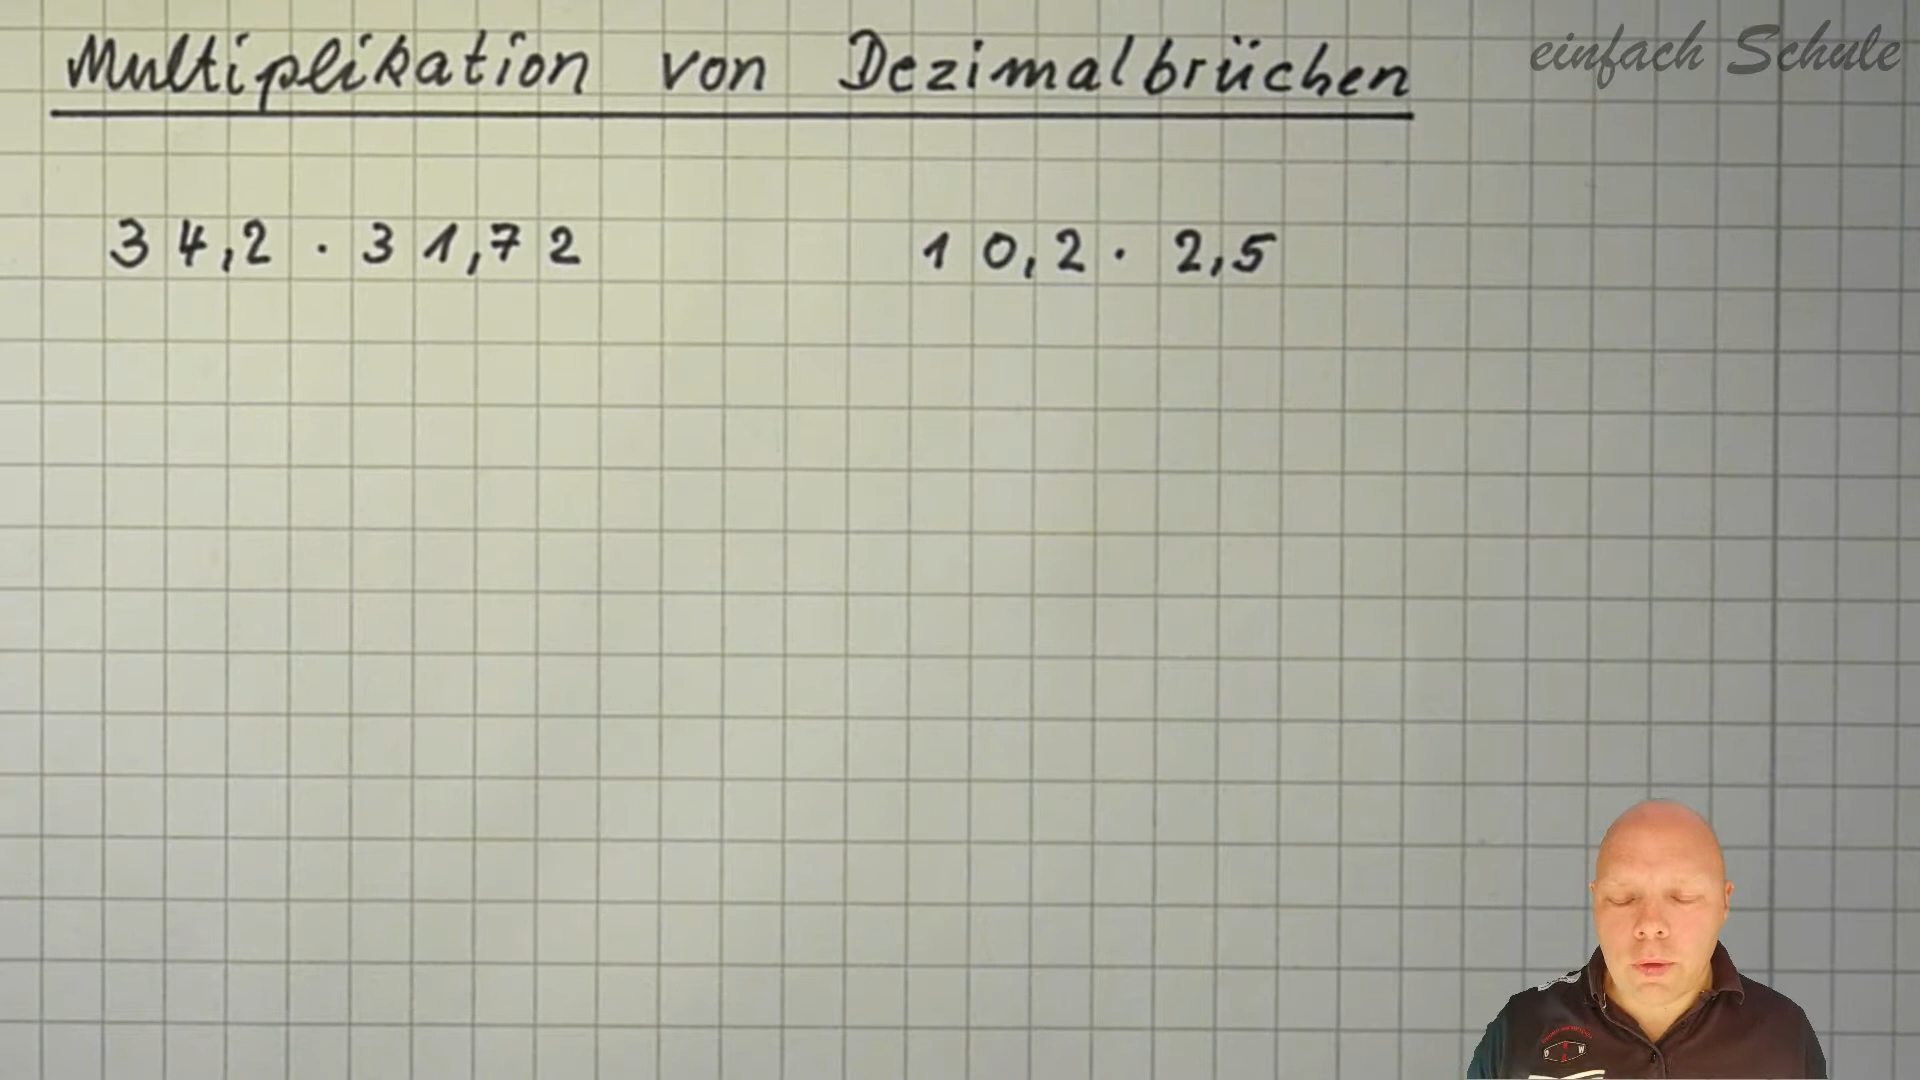 Multiplikation von Dezimalbrüchen
einfach Schule
34,2 · 31,72
10,2 · 2,5